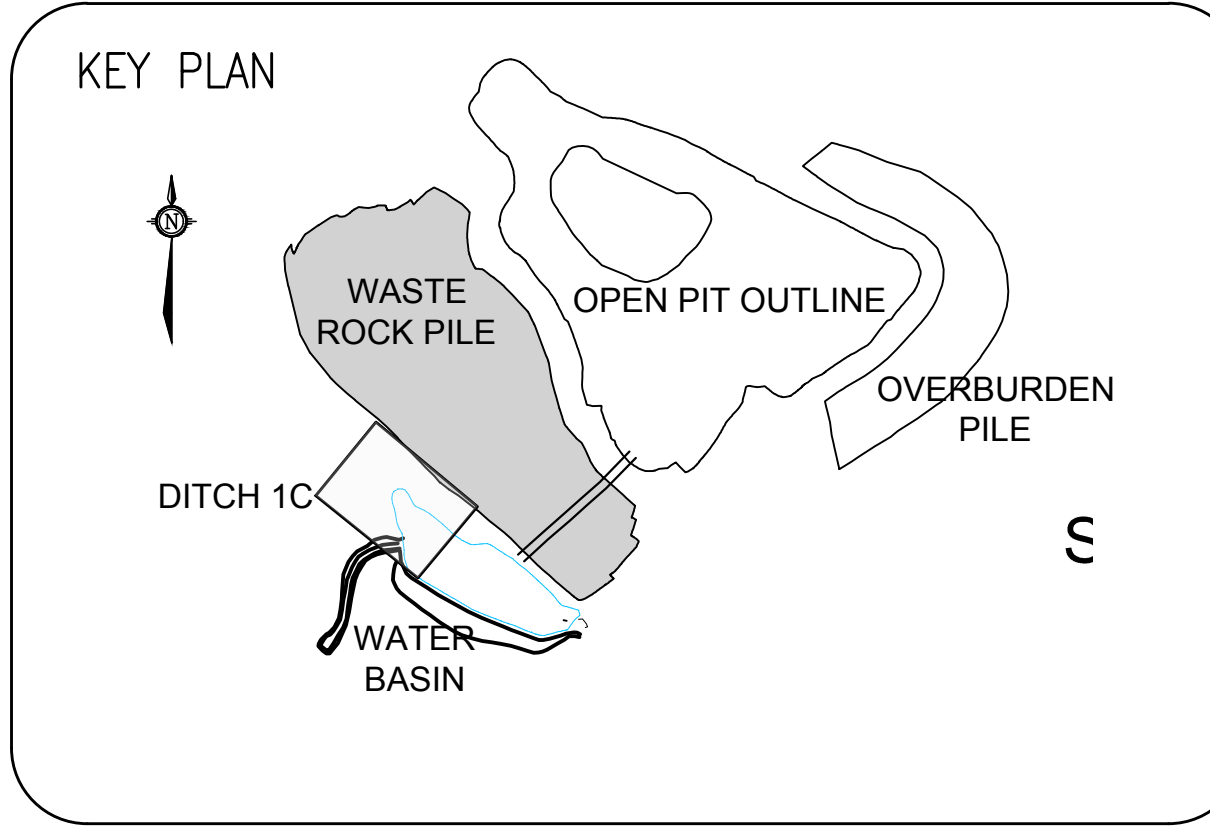 KEY PLAN
N
WASTE
ROCK PILE
OPEN PIT OUTLINE
OVERBURDEN
PILE
DITCH 1C
S
WATER
BASIN